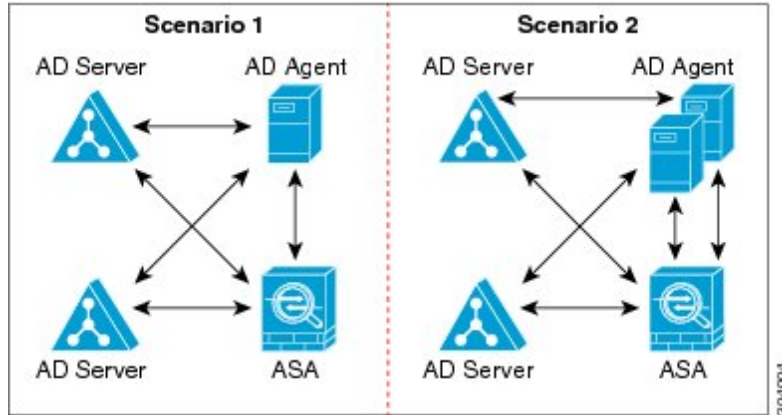 Scenario 1
Scenario 2
AD Server
AD Agent
AD Server
AD Agent
AD Server
ASA
AD Server
ASA